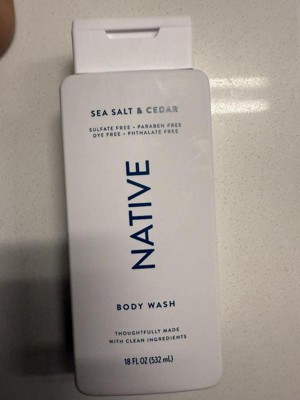 SEA SALT & CEDAR
SULFATE FREE • PARABEN FREE
DYE FREE • PHTHALATE FREE
NATIVE
BODY WASH
THOUGHTFULLY MADE
WITH CLEAN INGREDIENTS
18 FL OZ (532 mL)